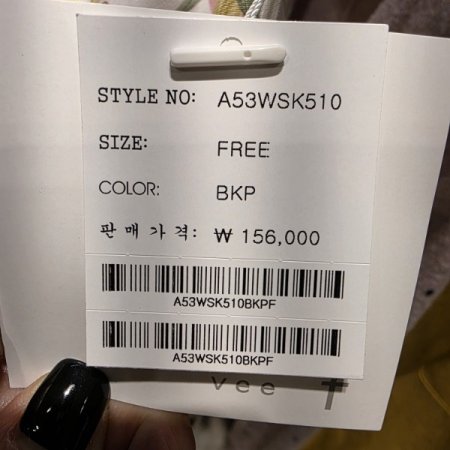 STYLE NO: A53WSK510
SIZE: FREE
COLOR: BKP
판매가격: ₩ 156,000
A53WSK510BKPF
A53WSK510BKPF
vee